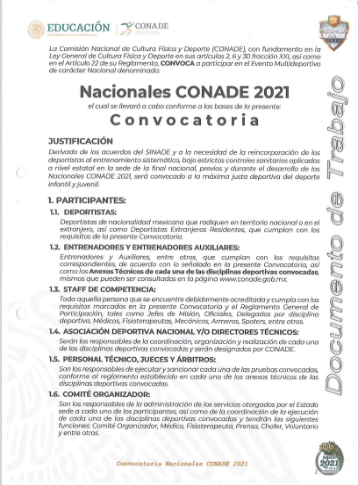 EDUCACIÓN
CONADE
La Comisión Nacional de Cultura Física y Deporte (CONADE), con fundamento en la
Ley General de Cultura Física y Deporte en sus artículos 2, 6 y 30 fracción XXI, así como
en el Artículo 22 de su Reglamento, CONVOCA a participar en el Evento Multideportivo
de carácter Nacional denominado:
Nacionales CONADE 2021
el cual se llevará a cabo conforme a las bases de la presente:
Convocatoria
JUSTIFICACIÓN
Derivado de los acuerdos del SINADE y a la necesidad de la reincorporación de los
deportistas al entrenamiento sistemático, bajo estrictos controles sanitarios aplicados
a nivel estatal en la sede de la final nacional, previos y durante el desarrollo de los
Nacionales CONADE 2021, será convocado a la máxima justa deportiva del deporte
infantil y juvenil.
1. PARTICIPANTES:
1.1. DEPORTISTAS:
Deportistas de nacionalidad mexicana que radiquen en territorio nacional o en el
extranjero, así como Deportistas Extranjeros Residentes, que cumplan con los
requisitos de la presente Convocatoria.
1.2. ENTRENADORES Y ENTRENADORES AUXILIARES:
Entrenadores y Auxiliares, entre otros, que cumplan con los requisitos
correspondientes, de acuerdo con lo señalado en la presente Convocatoria, así
como los Anexos Técnicos de cada una de las disciplinas deportivas convocadas,
mismos que pueden ser consultados en la página www.conade.gob.mx.
1.3. STAFF DE COMPETENCIA:
Toda aquella persona que se encuentre debidamente acreditada y cumpla con los
requisitos marcados en la presente Convocatoria y el Reglamento General de
Participación, tales como Jefes de Misión, Oficiales, Delegados por disciplina
deportiva, Médicos, Fisioterapeutas, Mecánicos, Armeros, Spoters, entre otros.
1.4. ASOCIACIÓN DEPORTIVA NACIONAL Y/O DIRECTORES TÉCNICOS:
Serán los responsables de la coordinación, organización y realización de cada una
de las disciplinas deportivas convocadas y serán designados por CONADE.
1.5. PERSONAL TÉCNICO, JUECES Y ÁRBITROS:
Son los responsables de ejecutar y sancionar cada una de las pruebas convocadas,
conforme al reglamento establecido en cada uno de los anexos técnicos de las
disciplinas deportivas convocadas.
1.6. COMITÉ ORGANIZADOR:
Son los responsables de la administración de los servicios otorgados por el Estado
sede a cada uno de los participantes, así como de la coordinación de la ejecución
de cada una de las disciplinas deportivas convocadas y tendrán las siguientes
funciones: Comité Organizador, Médico, Fisioterapeuta, Prensa, Chofer, Voluntario
y entre otros.
Convocatoria Nacionales CONADE 2021
Documento de Trabajo
2021